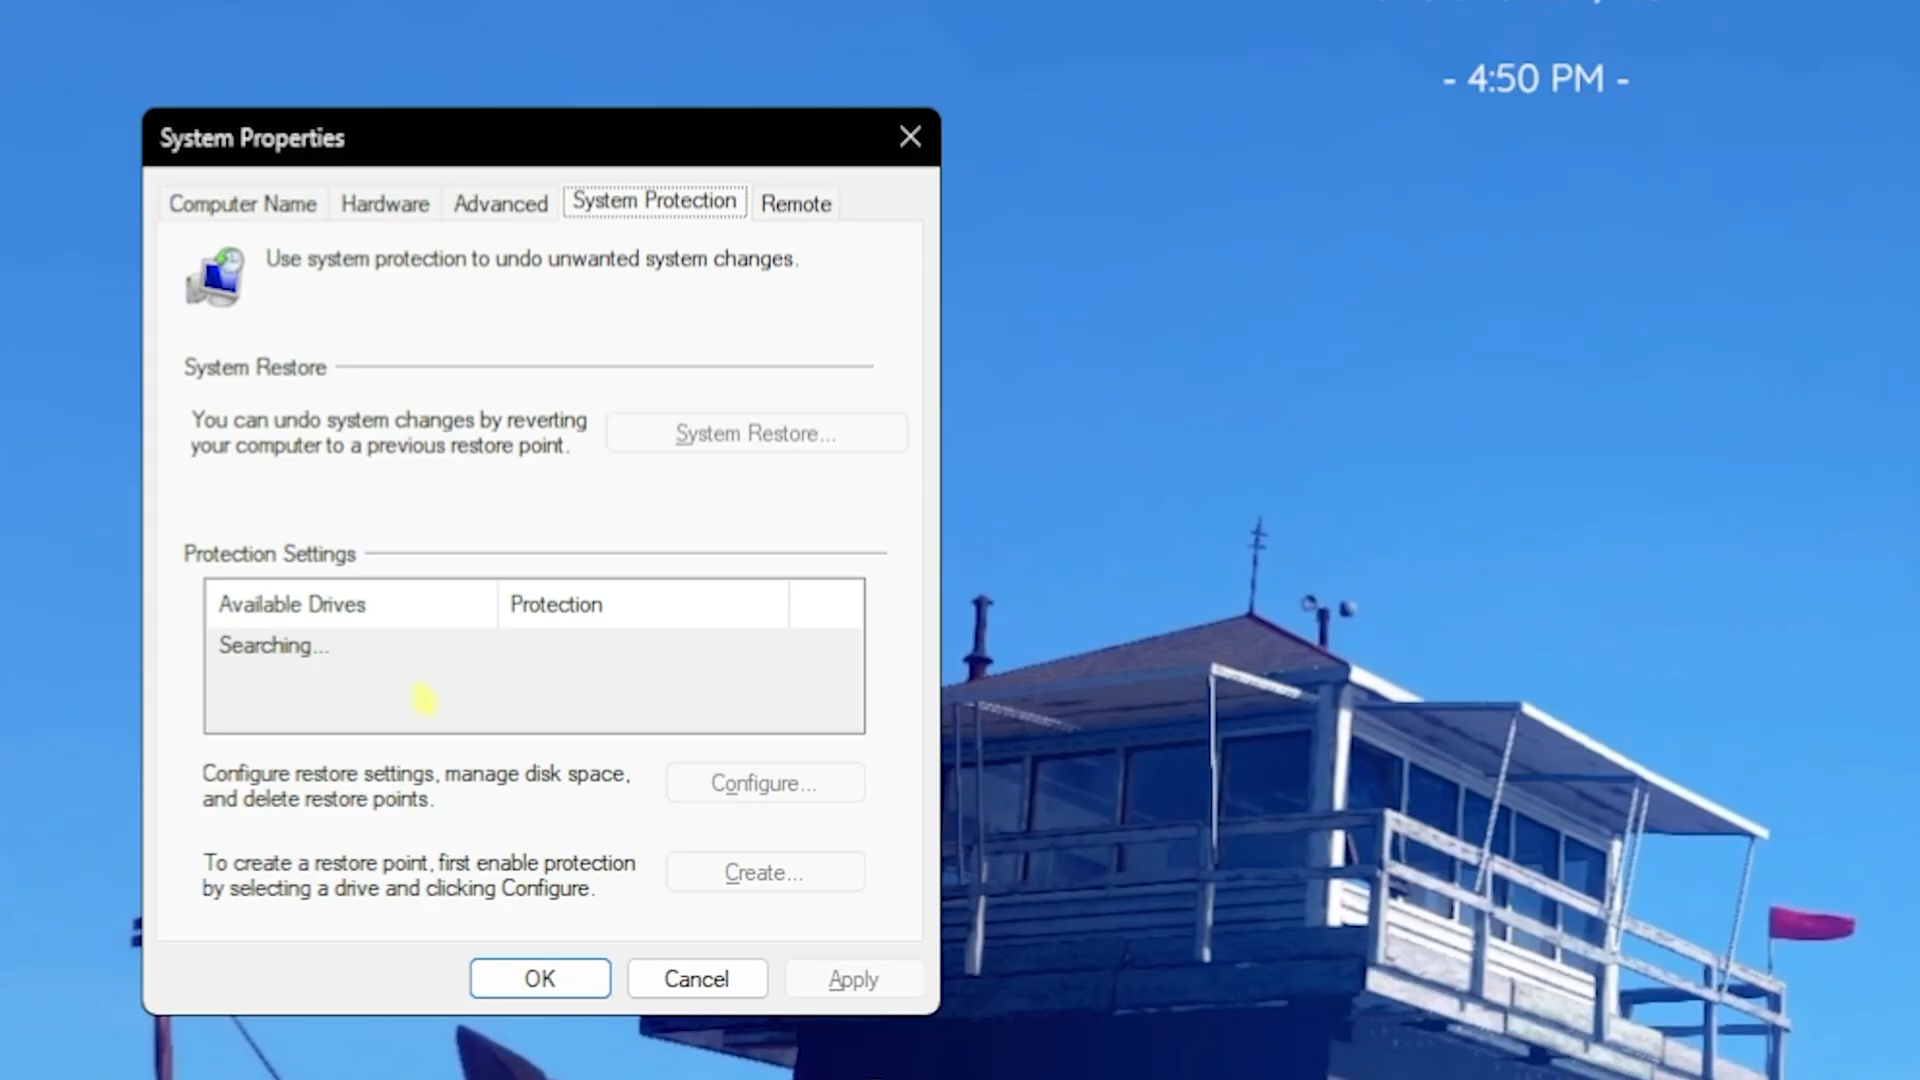 - 4:50 PM -
System Properties
Computer Name
Hardware
Advanced
System Protection
Remote
Use system protection to undo unwanted system changes.
System Restore
You can undo system changes by reverting
your computer to a previous restore point.
System Restore...
Protection Settings
Available Drives
Protection
Searching...
Configure restore settings, manage disk space,
and delete restore points.
Configure...
To create a restore point, first enable protection
by selecting a drive and clicking Configure.
Create...
OK
Cancel
Apply